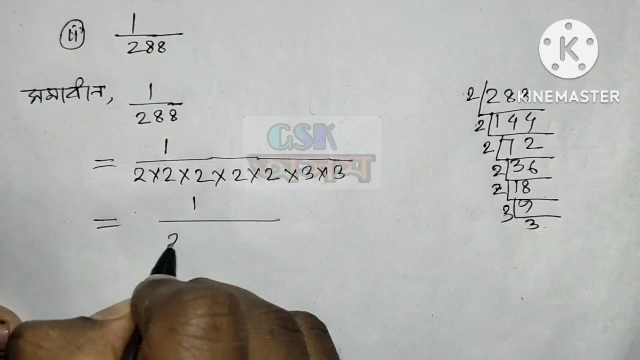 ii) 1/288
समाधान, 1/288
= 1/2×2×2×2×2×3×3
= 1/2
2 288
2 144
2 72
2 36
2 18
3 9
3
GSK
KINEMASTER